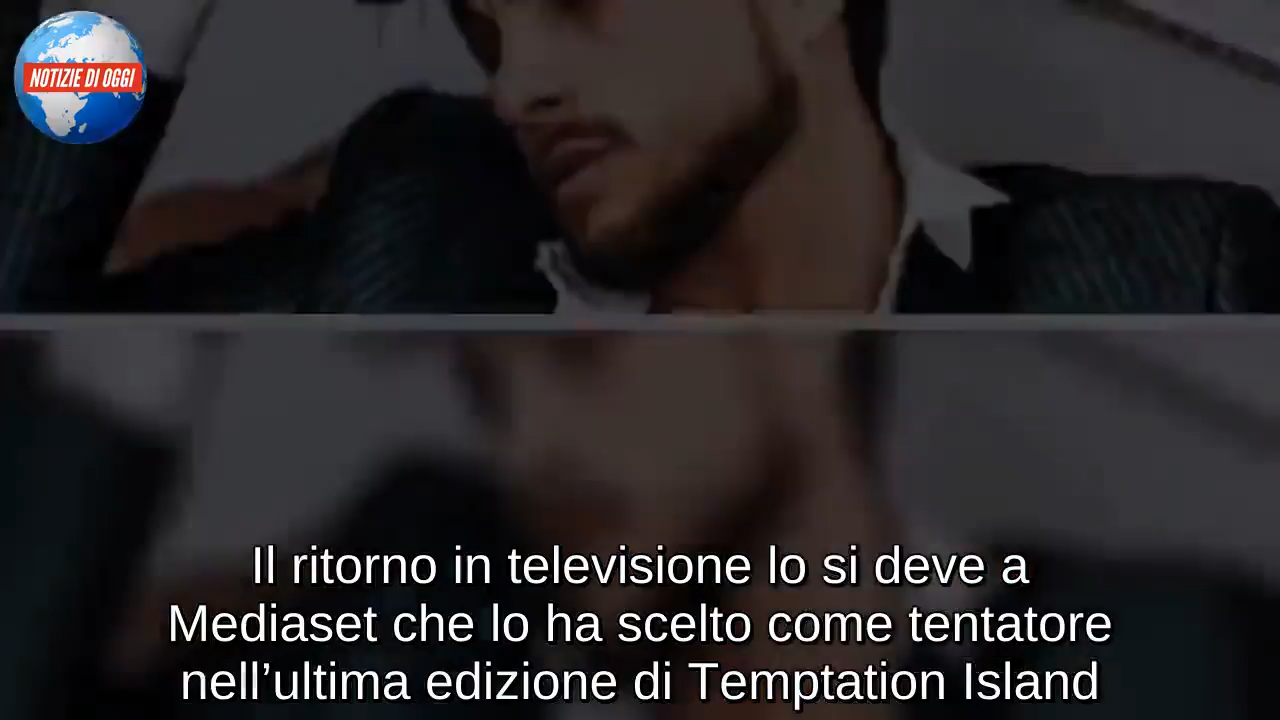 NOTIZIE DI OGGI
Il ritorno in televisione lo si deve a
Mediaset che lo ha scelto come tentatore
nell’ultima edizione di Temptation Island